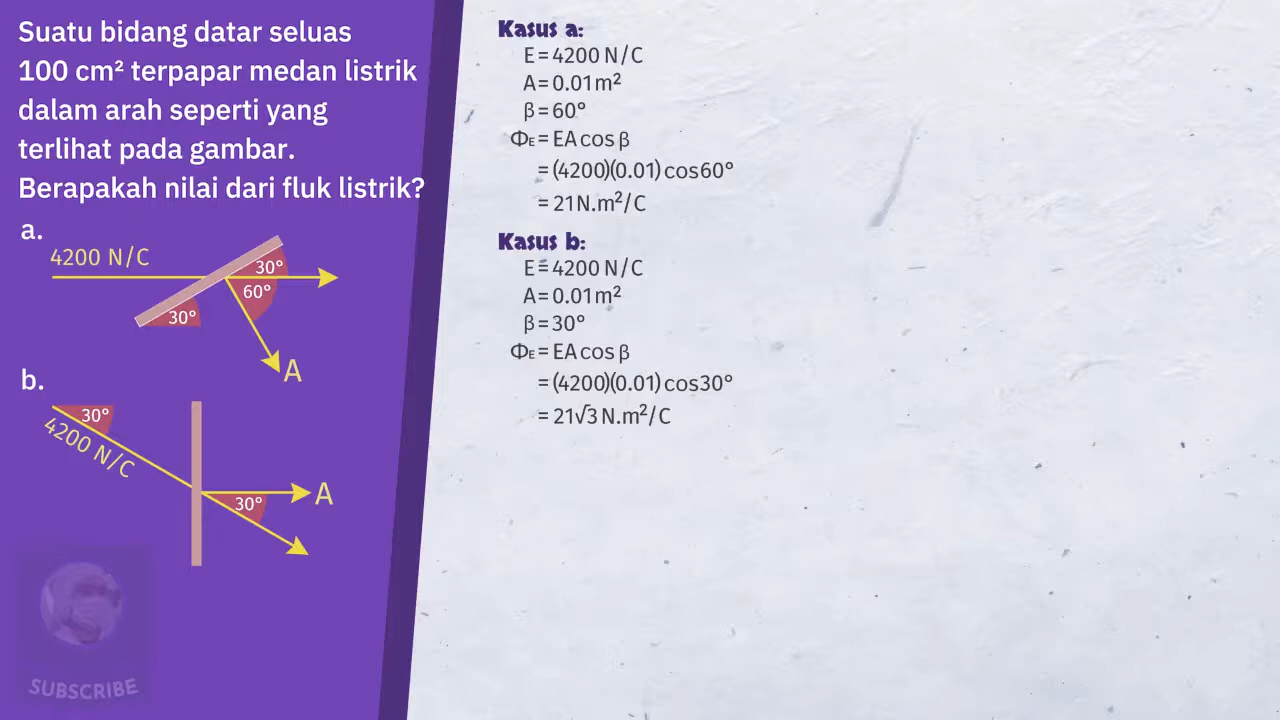 Suatu bidang datar seluas
100 cm² terpapar medan listrik
dalam arah seperti yang
terlihat pada gambar.
Berapakah nilai dari fluk listrik?
a.
4200 N/C
30°
60°
30°
A
b.
30°
4200 N/C
A
30°
SUBSCRIBE
Kasus a:
E = 4200 N/C
A = 0.01 m²
β = 60°
Φ_E = EA cos β
= (4200)(0.01) cos 60°
= 21 N.m²/C
Kasus b:
E = 4200 N/C
A = 0.01 m²
β = 30°
Φ_E = EA cos β
= (4200)(0.01) cos 30°
= 21√3 N.m²/C